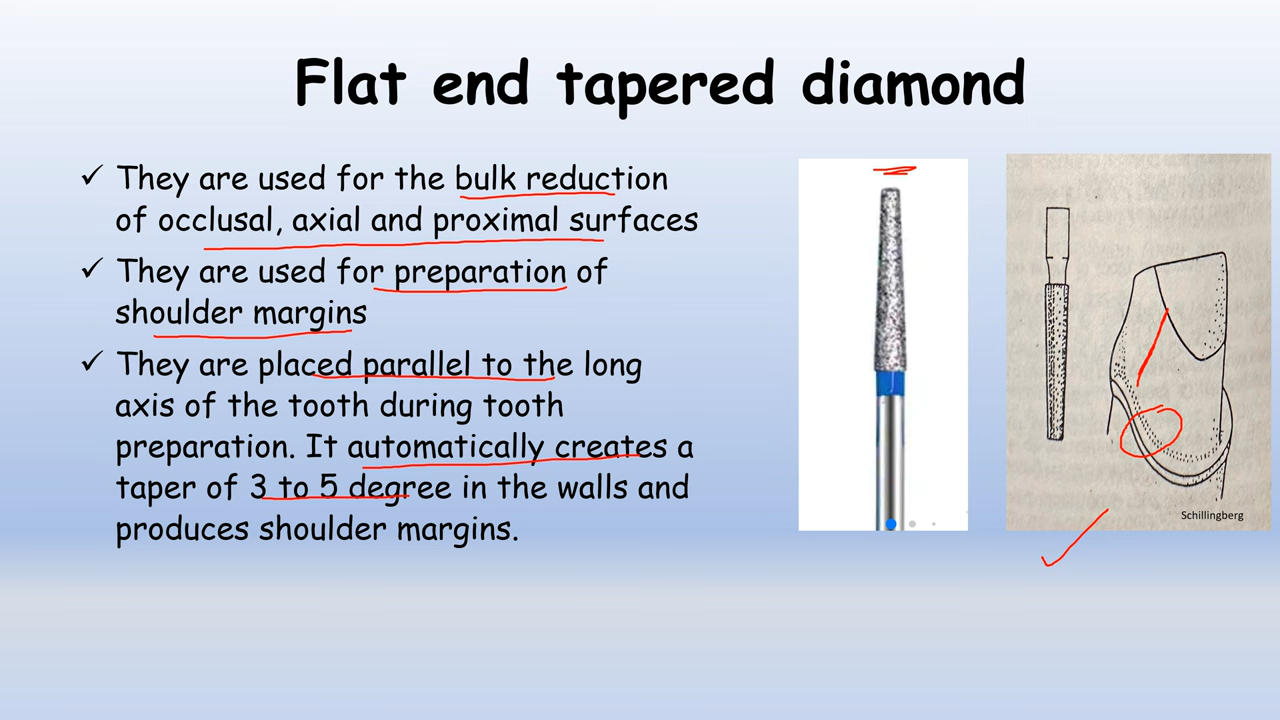 Flat end tapered diamond
✓ They are used for the bulk reduction
of occlusal, axial and proximal surfaces
✓ They are used for preparation of
shoulder margins
✓ They are placed parallel to the long
axis of the tooth during tooth
preparation. It automatically creates a
taper of 3 to 5 degree in the walls and
produces shoulder margins.
Schillingberg